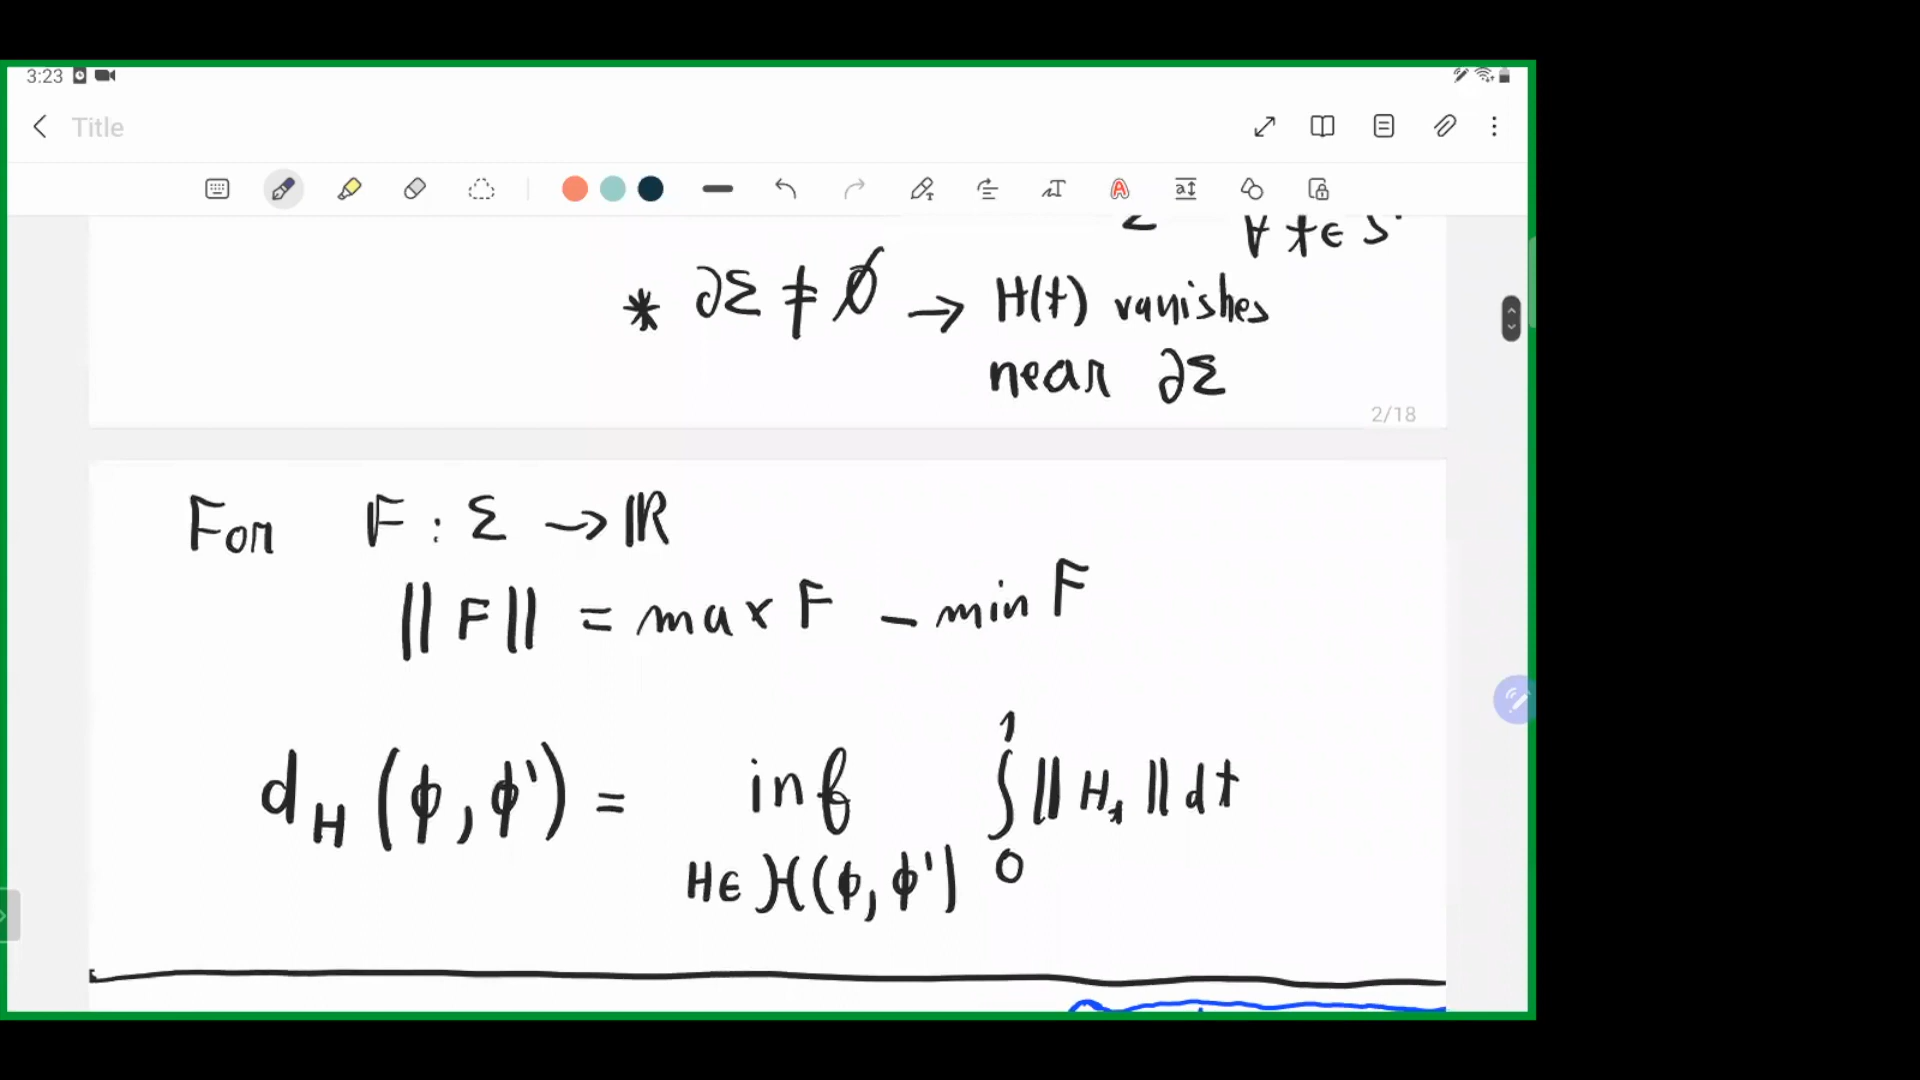 3:23
Title
∀ t ∈ S¹
* ∂Σ ≠ ∅ → H(t) vanishes
near ∂Σ
2/18
For F : Σ → ℝ
||F|| = max F - min F
d_H (φ, φ') = inf ∫₀¹ ||H_t|| dt
H ∈ ℋ(φ, φ')